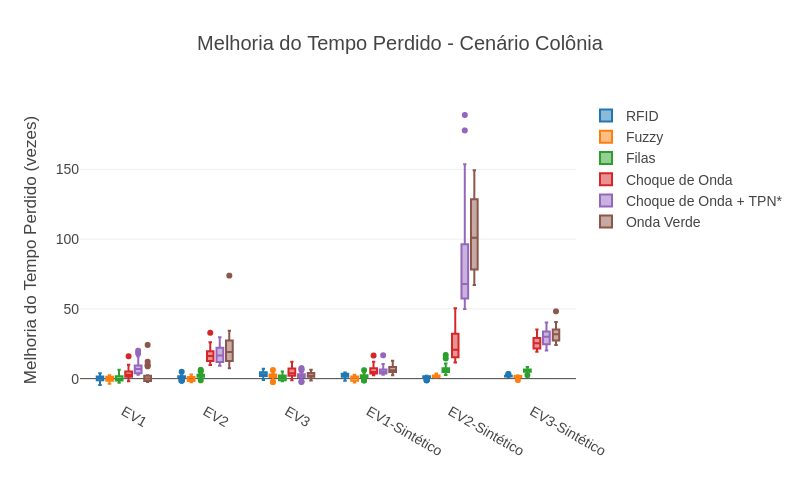 Melhoria do Tempo Perdido - Cenário Colônia
Melhoria do Tempo Perdido (vezes)
150
100
50
0
EV1
EV2
EV3
EV1-Sintético
EV2-Sintético
EV3-Sintético
RFID
Fuzzy
Filas
Choque de Onda
Choque de Onda + TPN*
Onda Verde